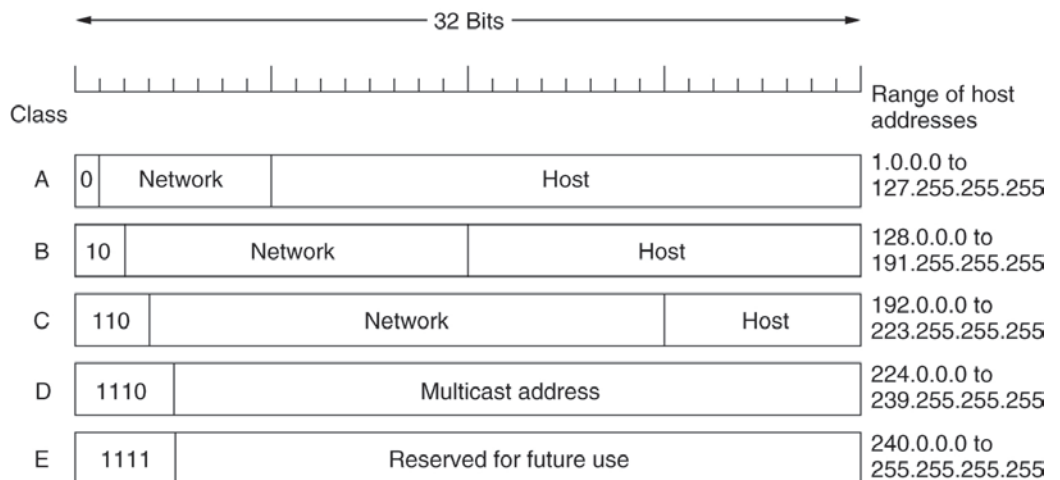 32 Bits
Class
Range of host
addresses
A
0
Network
Host
1.0.0.0 to
127.255.255.255
B
10
Network
Host
128.0.0.0 to
191.255.255.255
C
110
Network
Host
192.0.0.0 to
223.255.255.255
D
1110
Multicast address
224.0.0.0 to
239.255.255.255
E
1111
Reserved for future use
240.0.0.0 to
255.255.255.255